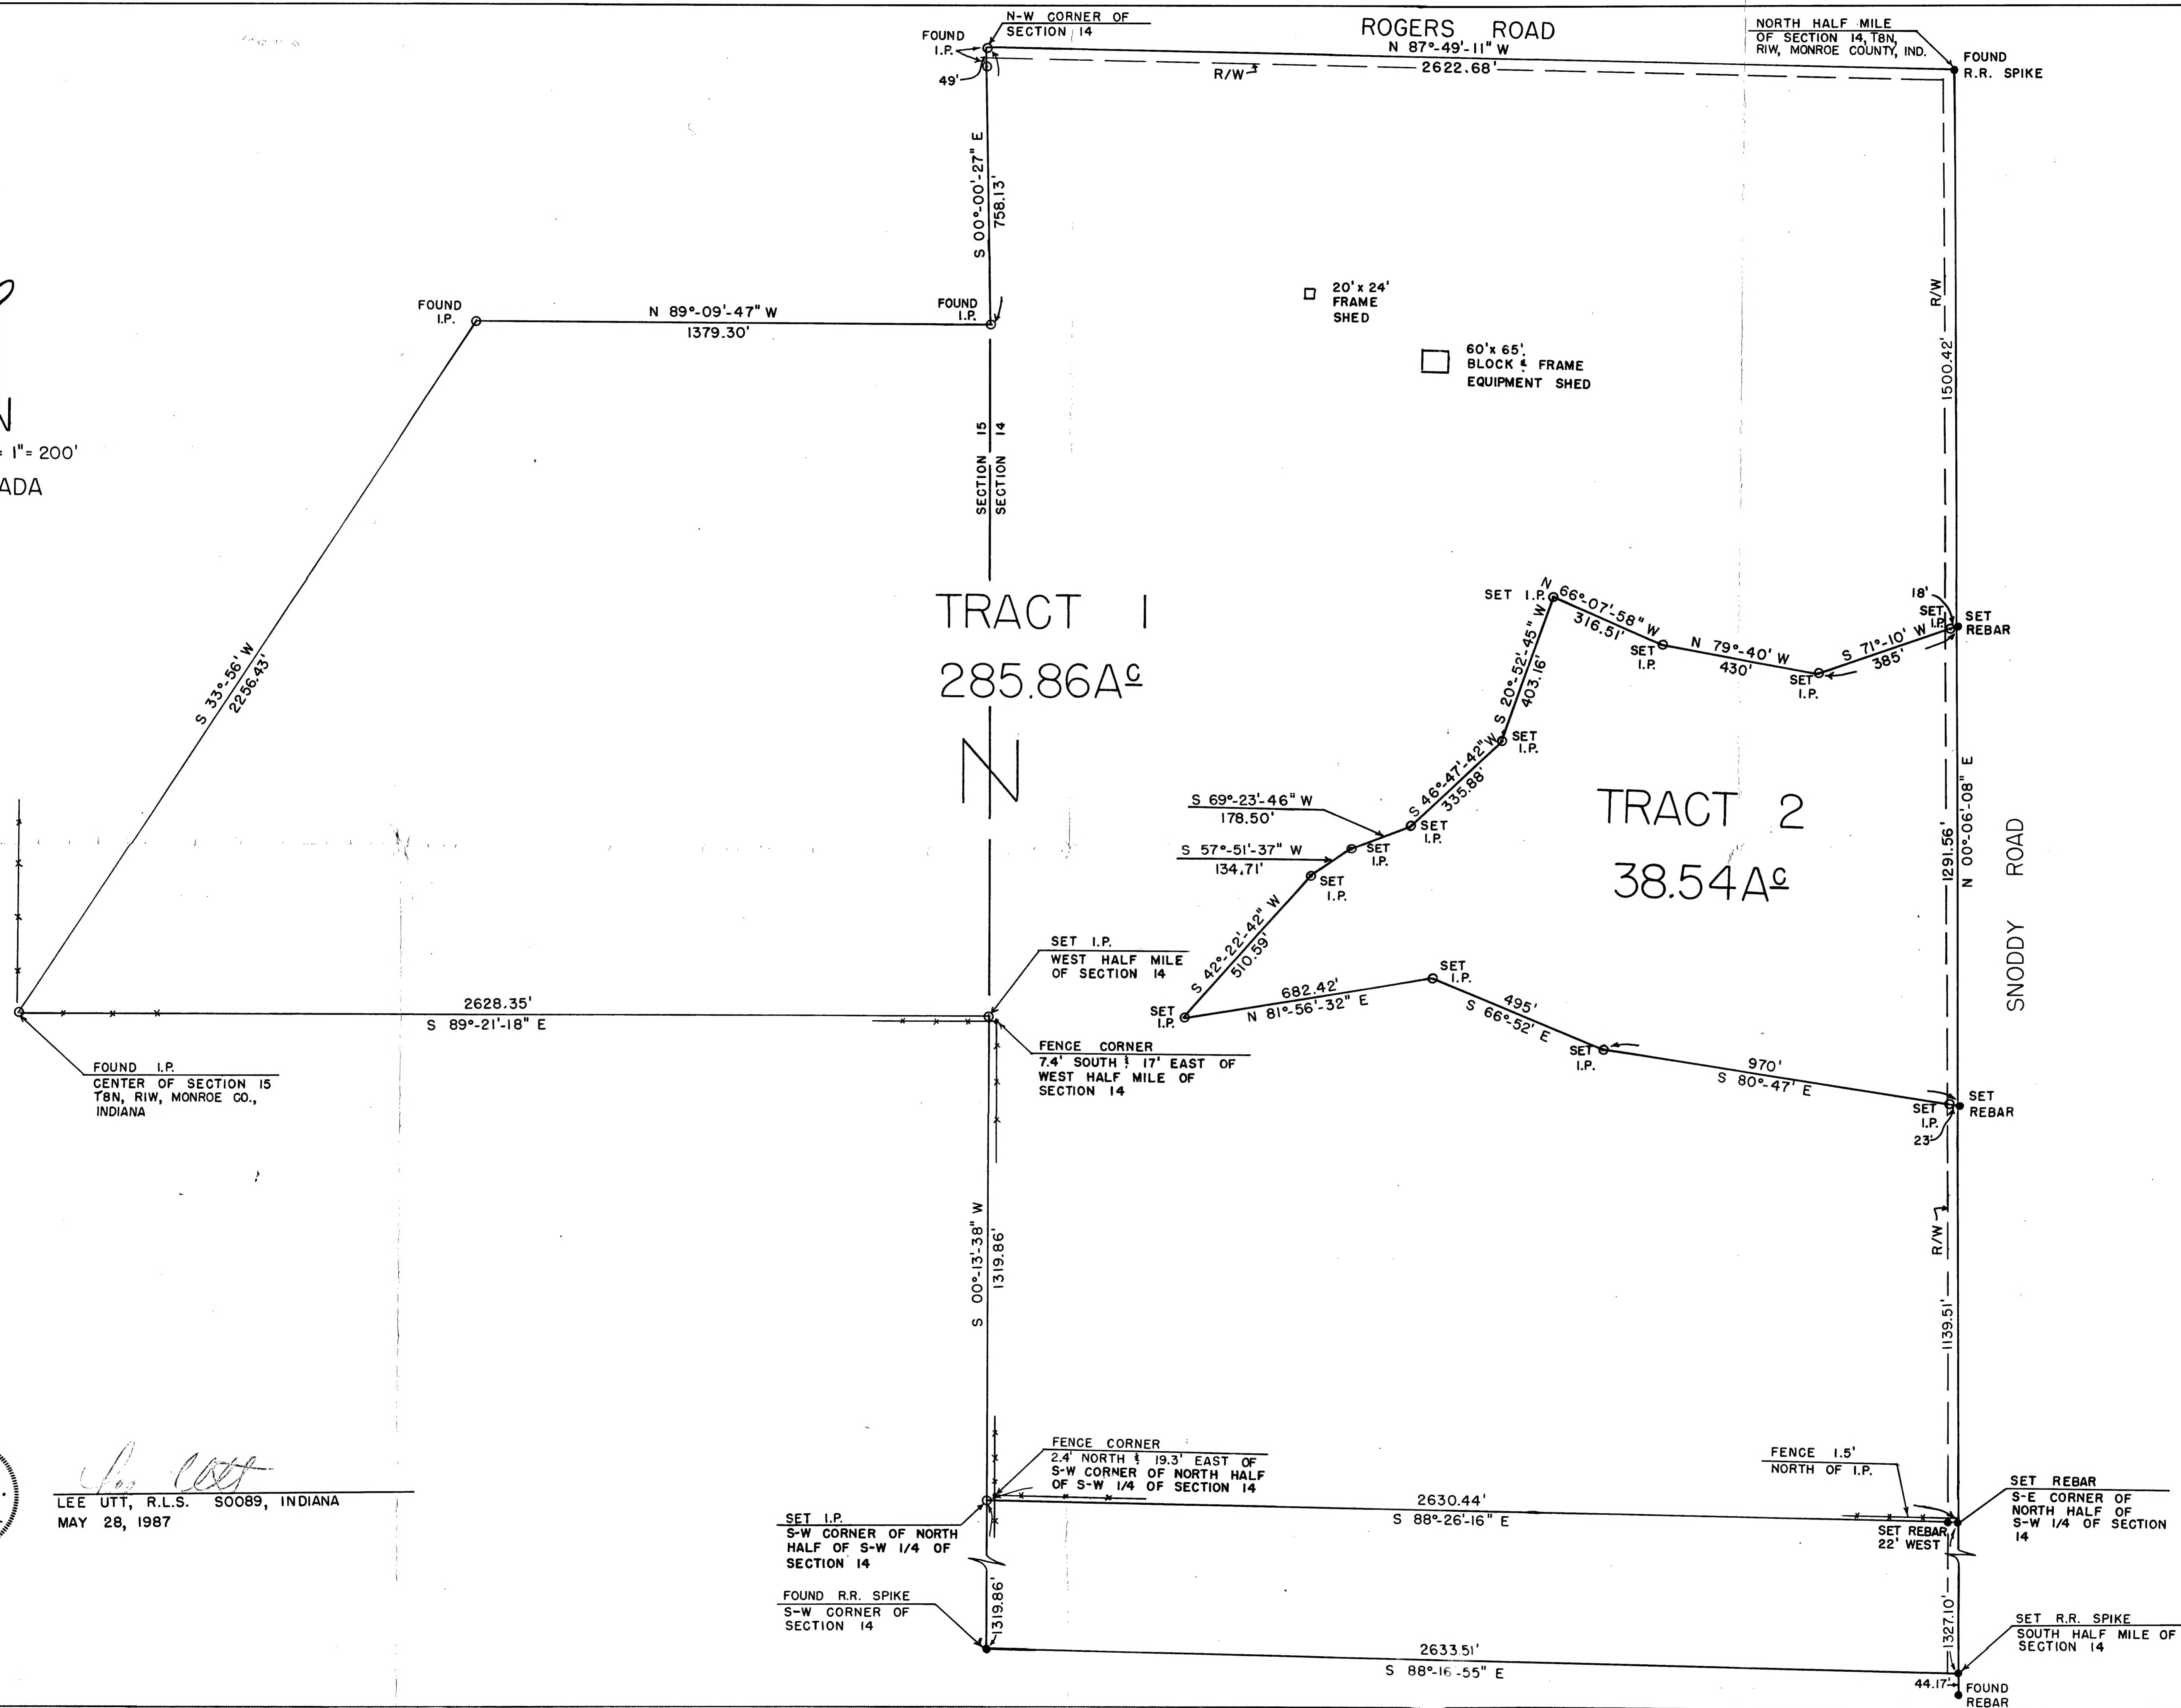 N-W CORNER OF
SECTION 14
FOUND
I.P.
49'
ROGERS ROAD
N 87°-49'-11" W
2622.68'
R/W
NORTH HALF MILE
OF SECTION 14, T8N,
R1W, MONROE COUNTY, IND.
FOUND
R.R. SPIKE
S 00°-00'-27" E
758.13'
FOUND
I.P.
N 89°-09'-47" W
1379.30'
FOUND
I.P.
20' x 24'
FRAME
SHED
60' x 65'
BLOCK & FRAME
EQUIPMENT SHED
R/W
1500.42'
N
= 1"= 200'
ADA
SECTION 15
SECTION 14
S 33°-56' W
2256.43'
TRACT 1
285.86Ac
N
SET I.P.
N 66°-07'-58" W
316.51'
SET
I.P.
N 79°-40' W
430'
SET
I.P.
S 71°-10' W
385'
18'
SET
I.P.
SET
REBAR
S 20°-52'-45" W
403.16'
SET
I.P.
S 46°-47'-42" W
335.88'
SET
I.P.
S 69°-23'-46" W
178.50'
SET
I.P.
S 57°-51'-37" W
134.71'
SET
I.P.
S 42°-22'-42" W
510.59'
SET
I.P.
TRACT 2
38.54Ac
1291.56'
N 00°-06'-08" E
SNODDY ROAD
682.42'
N 81°-56'-32" E
SET
I.P.
495'
S 66°-52' E
SET
I.P.
970'
S 80°-47' E
SET
I.P.
23'
SET
REBAR
SET I.P.
WEST HALF MILE
OF SECTION 14
2628.35'
S 89°-21'-18" E
FENCE CORNER
7.4' SOUTH & 17' EAST OF
WEST HALF MILE OF
SECTION 14
FOUND I.P.
CENTER OF SECTION 15
T8N, R1W, MONROE CO.,
INDIANA
S 00°-13'-38" W
1319.86'
R/W
1139.51'
FENCE CORNER
2.4' NORTH & 19.3' EAST OF
S-W CORNER OF NORTH HALF
OF S-W 1/4 OF SECTION 14
FENCE 1.5'
NORTH OF I.P.
SET REBAR
S-E CORNER OF
NORTH HALF OF
S-W 1/4 OF SECTION
14
2630.44'
S 88°-26'-16" E
SET REBAR
22' WEST
LEE UTT, R.L.S. S0089, INDIANA
MAY 28, 1987
SET I.P.
S-W CORNER OF NORTH
HALF OF S-W 1/4 OF
SECTION 14
FOUND R.R. SPIKE
S-W CORNER OF
SECTION 14
1319.86'
1327.10'
SET R.R. SPIKE
SOUTH HALF MILE OF
SECTION 14
2633.51'
S 88°-16'-55" E
44.17'
FOUND
REBAR